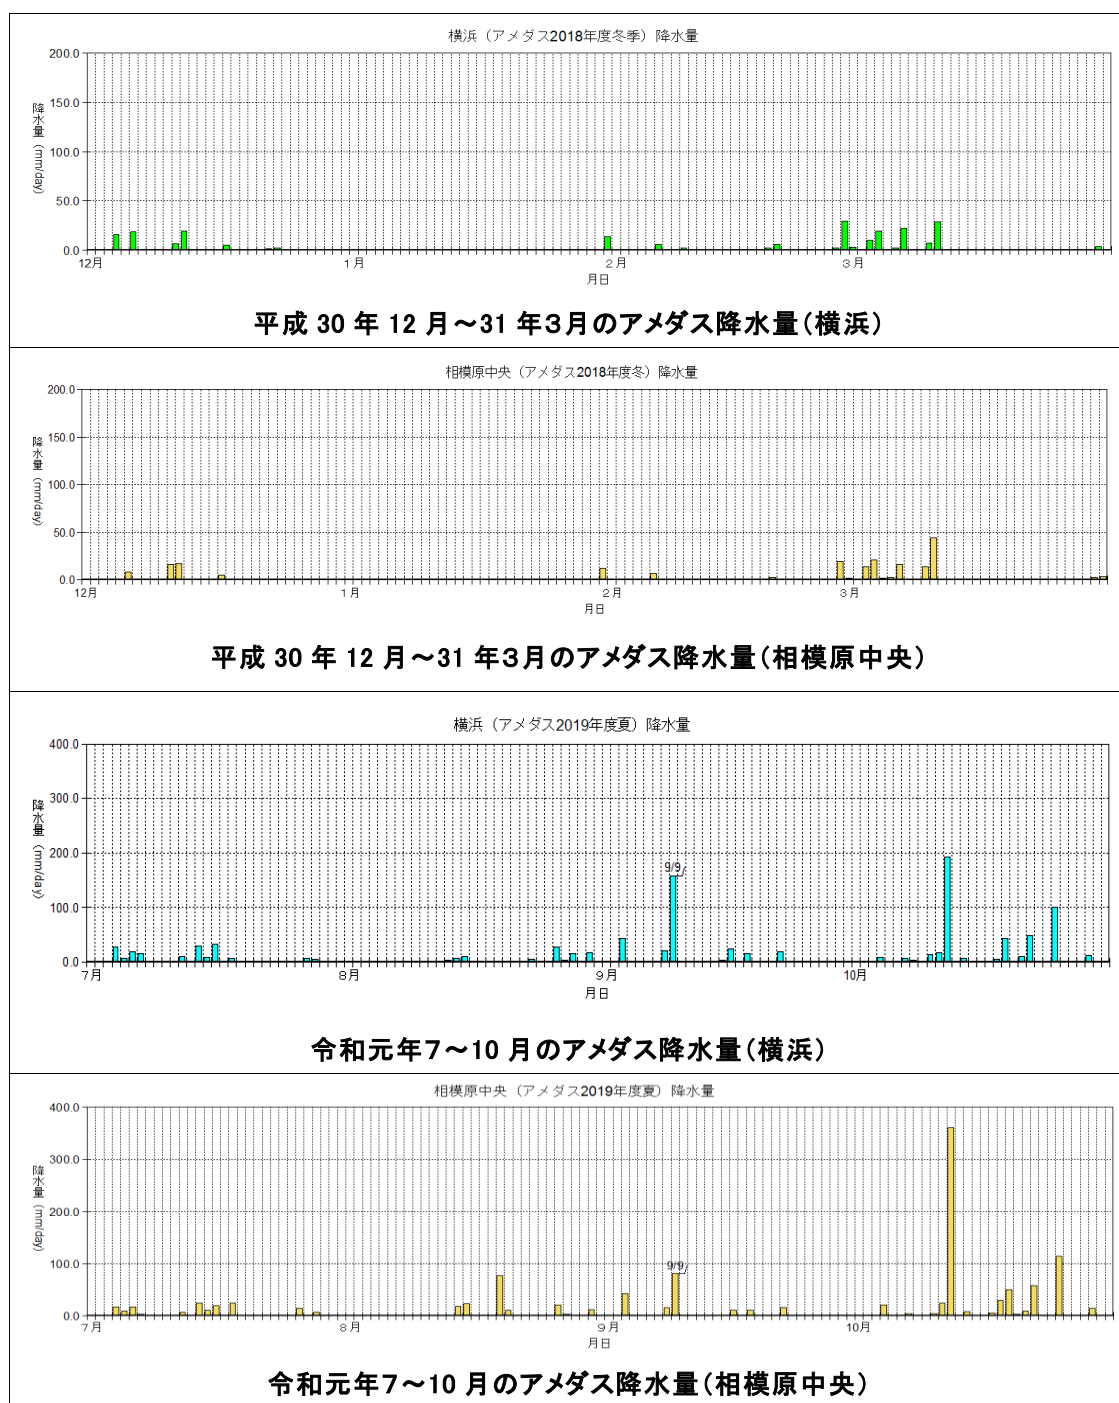 横浜（アメダス2018年度冬季）降水量
200.0
150.0
100.0
50.0
0.0
降水量（mm/day）
12月 1月 2月 3月
月日
平成 30 年 12 月～31 年３月のアメダス降水量（横浜）
相模原中央（アメダス2018年度冬）降水量
200.0
150.0
100.0
50.0
0.0
降水量（mm/day）
12月 1月 2月 3月
月日
平成 30 年 12 月～31 年３月のアメダス降水量（相模原中央）
横浜（アメダス2019年度夏）降水量
400.0
300.0
200.0
100.0
0.0
降水量（mm/day）
9/9
7月 8月 9月 10月
月日
令和元年７～10 月のアメダス降水量（横浜）
相模原中央（アメダス2019年度夏）降水量
400.0
300.0
200.0
100.0
0.0
降水量（mm/day）
9/9
7月 8月 9月 10月
月日
令和元年７～10 月のアメダス降水量（相模原中央）